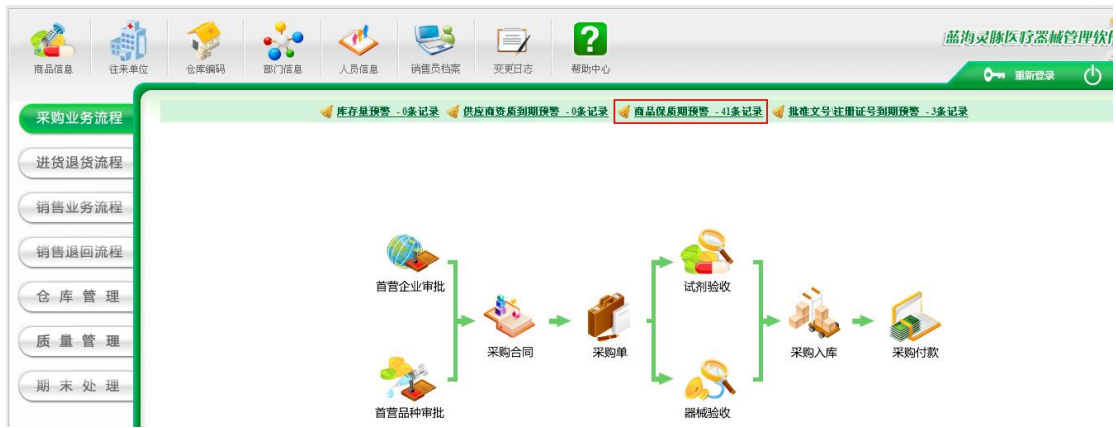 商品信息 往来单位 仓库编码 部门信息 人员信息 销售员档案 变更日志 帮助中心
蓝海灵豚医疗器械管理软件
重新登录
库存量预警 -0条记录 供应商资质到期预警 -0条记录 商品保质期预警 -41条记录 批准文号注册证号到期预警 -3条记录
采购业务流程
进货退货流程
销售业务流程
销售退回流程
仓库管理
质量管理
期末处理
首营企业审批 试剂验收
采购合同 采购单 采购入库 采购付款
首营品种审批 器械验收